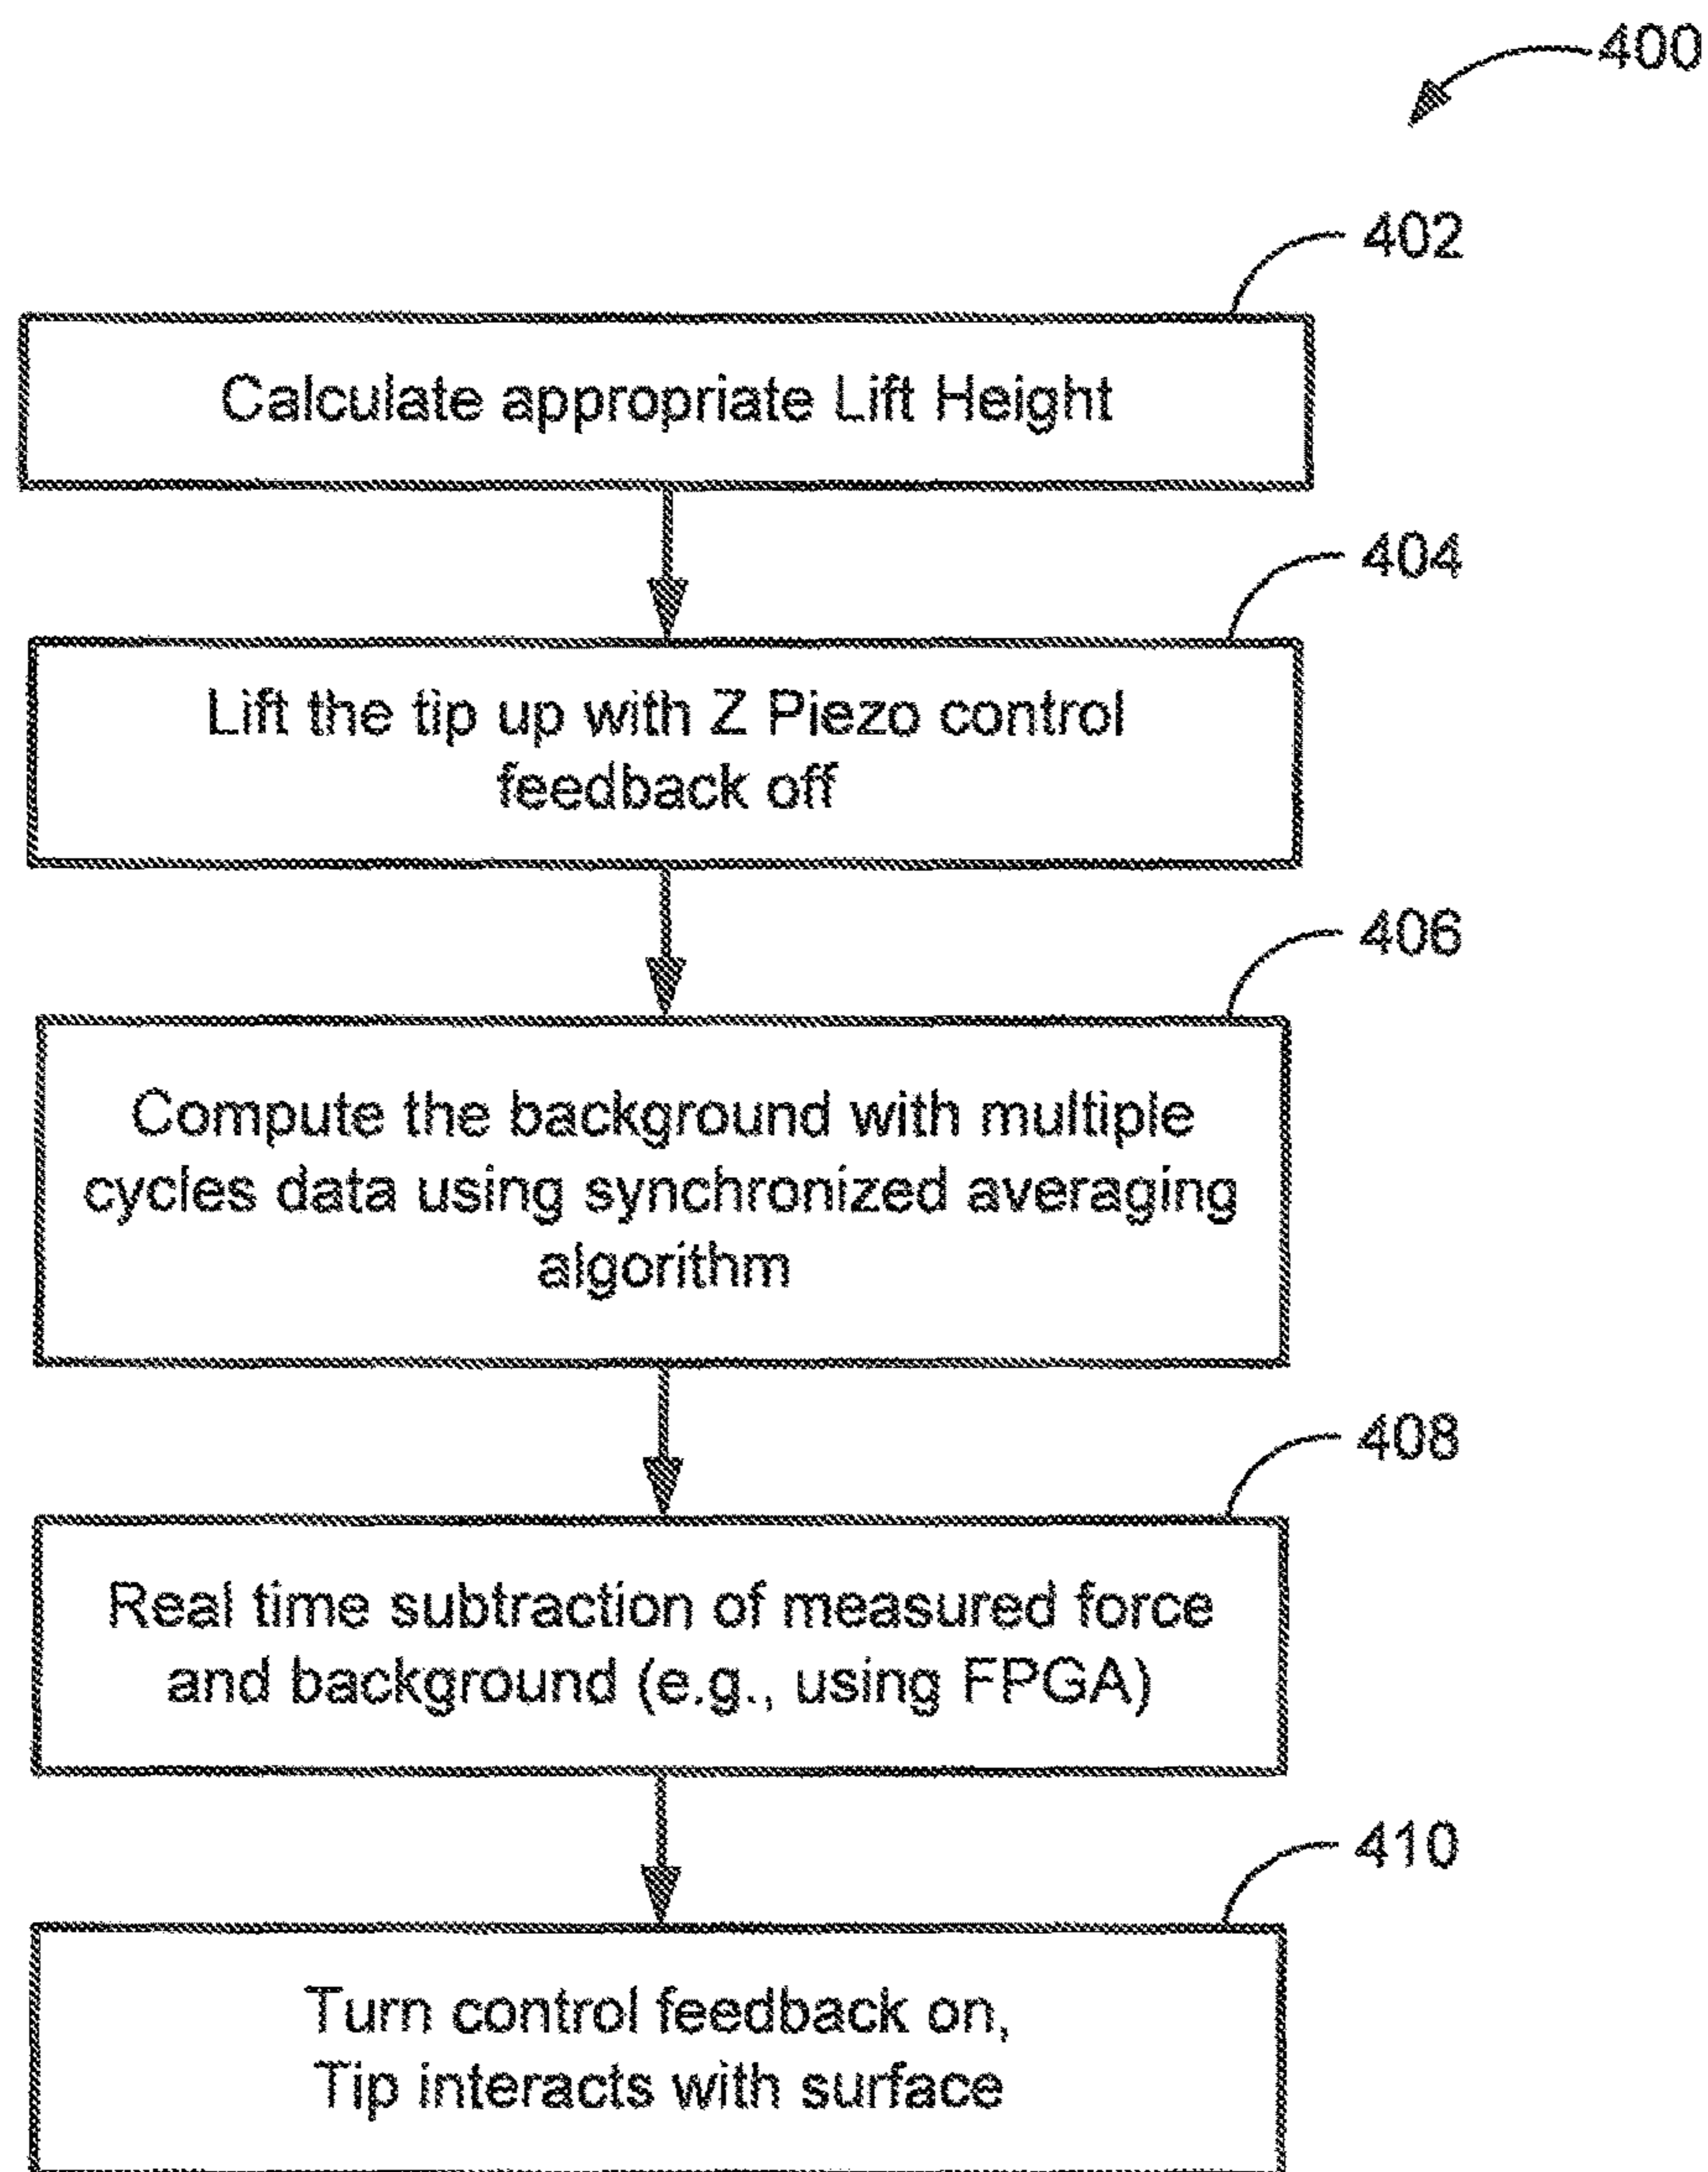 400
402
Calculate appropriate Lift Height
404
Lift the tip up with Z Piezo control
feedback off
406
Compute the background with multiple
cycles data using synchronized averaging
algorithm
408
Real time subtraction of measured force
and background (e.g., using FPGA)
410
Turn control feedback on,
Tip interacts with surface